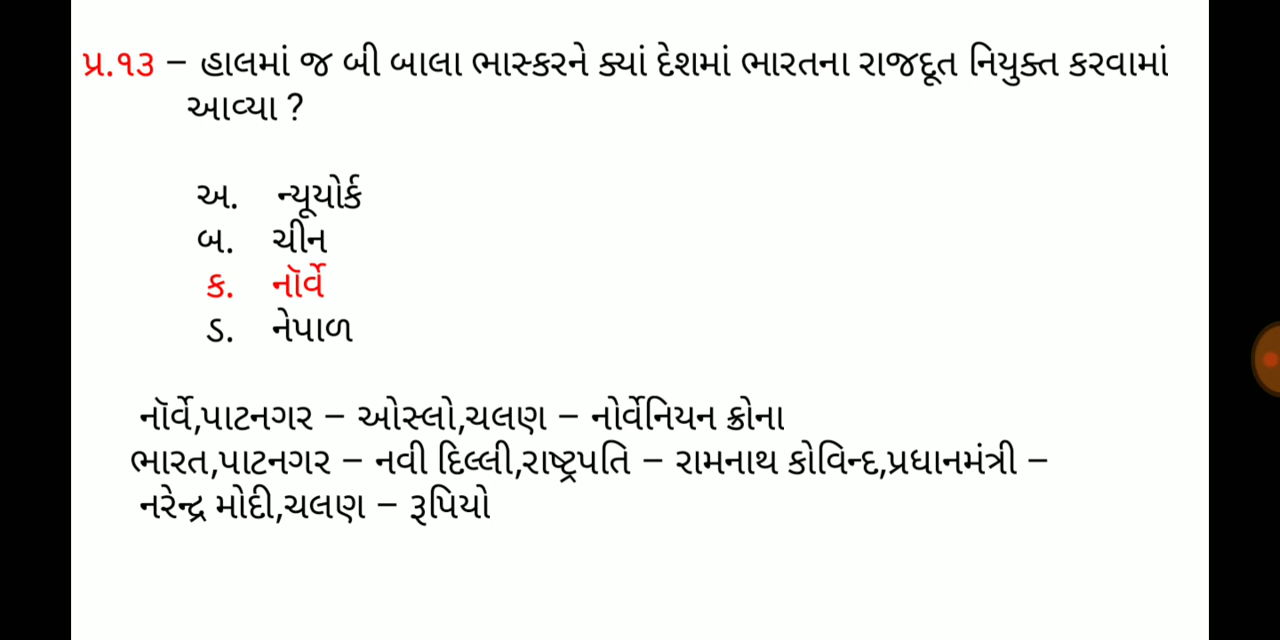 પ્ર.૧૩ – હાલમાં જ બી બાલા ભાસ્કરને ક્યાં દેશમાં ભારતના રાજદૂત નિયુક્ત કરવામાં
આવ્યા ?
અ. ન્યૂયોર્ક
બ. ચીન
ક. નૉર્વે
ડ. નેપાળ
નૉર્વે,પાટનગર – ઓસ્લો,ચલણ – નોર્વેનિયન ક્રોના
ભારત,પાટનગર – નવી દિલ્લી,રાષ્ટ્રપતિ – રામનાથ કોવિન્દ,પ્રધાનમંત્રી –
નરેન્દ્ર મોદી,ચલણ – રૂપિયો